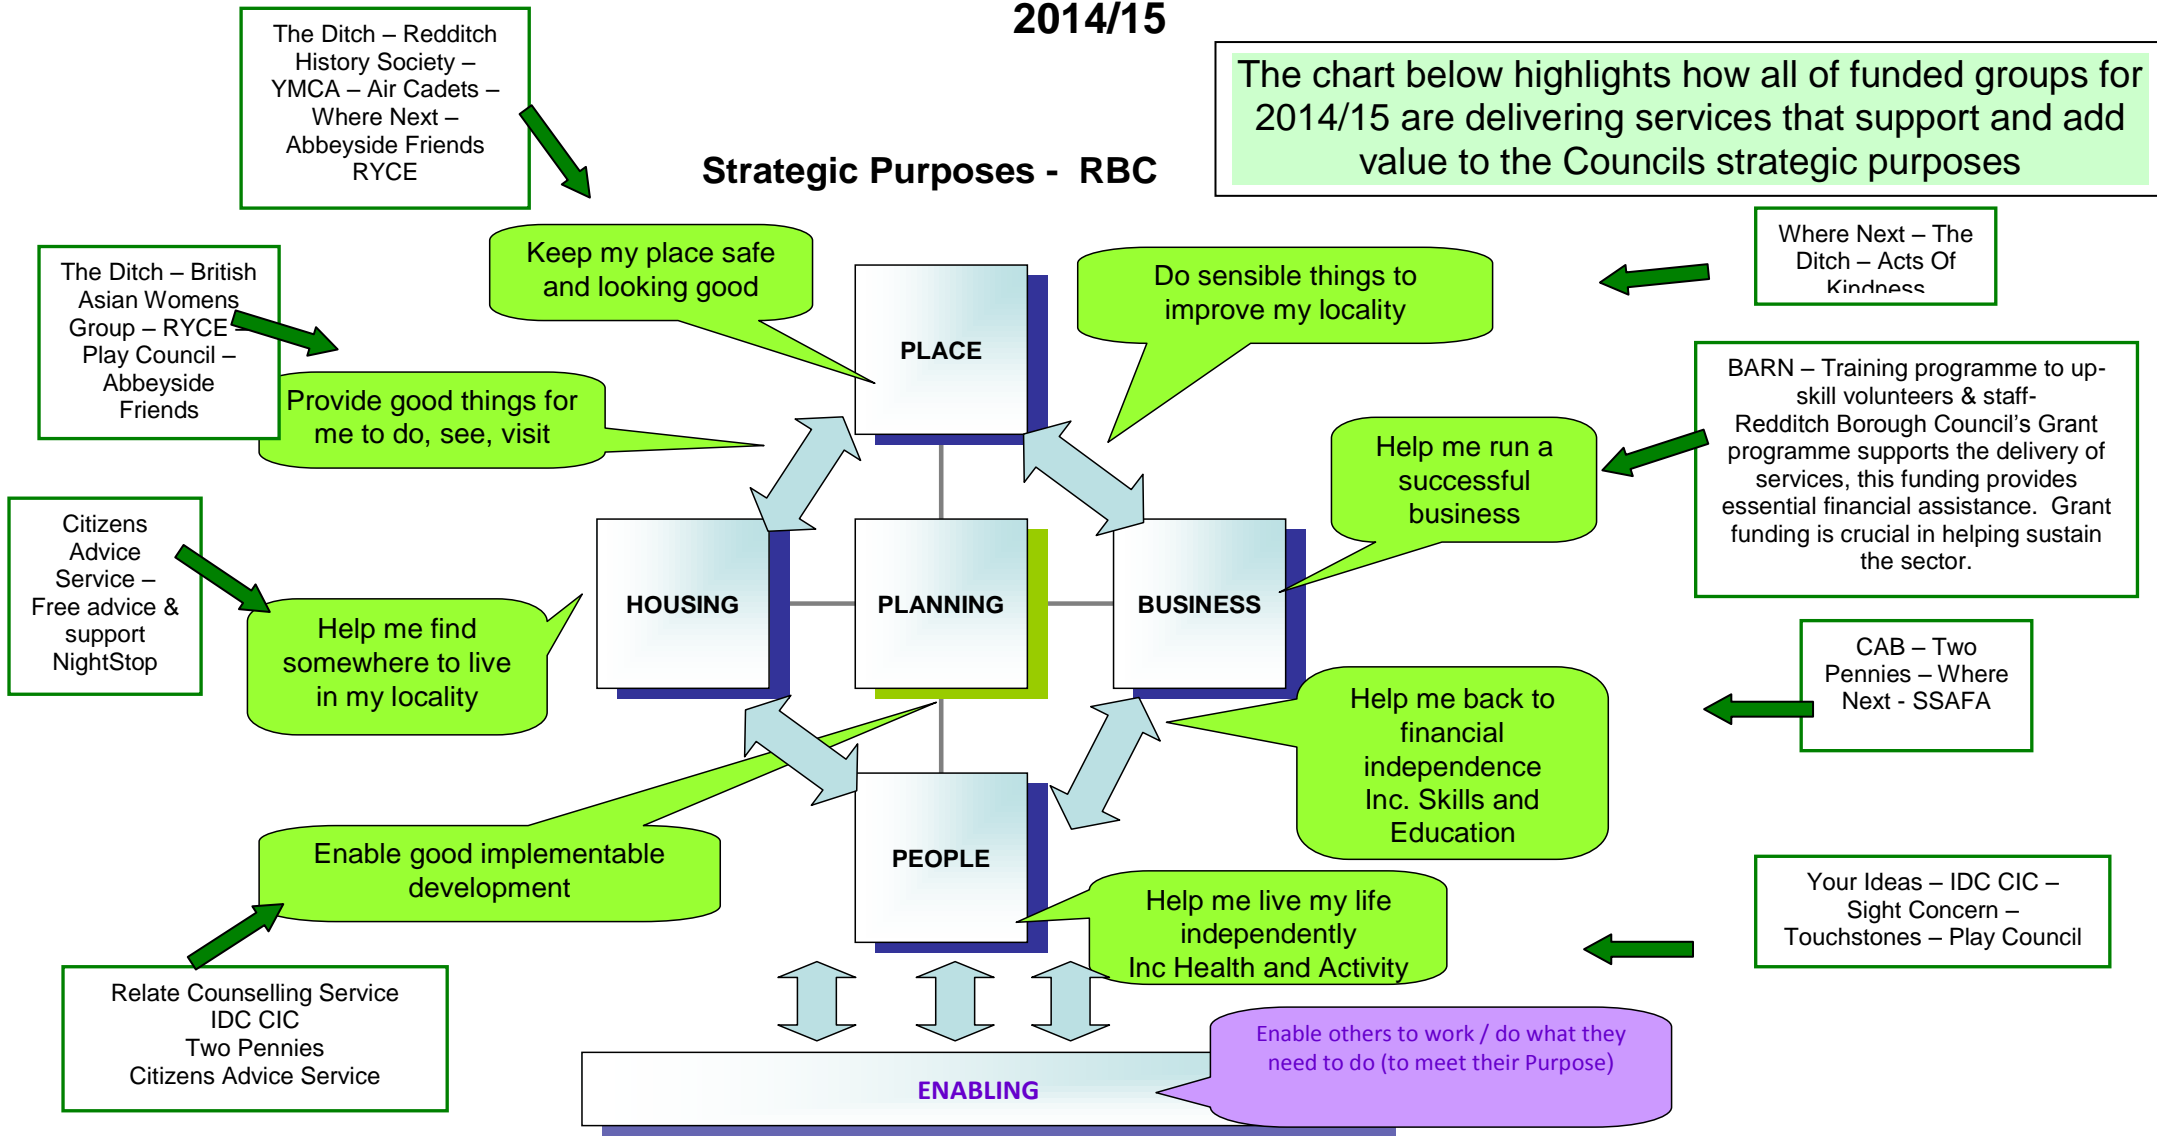 2014/15
The Ditch – Redditch
History Society –
YMCA – Air Cadets –
Where Next –
Abbeyside Friends
RYCE
The chart below highlights how all of funded groups for
2014/15 are delivering services that support and add
value to the Councils strategic purposes
Strategic Purposes -  RBC
Keep my place safe
and looking good
Do sensible things to
improve my locality
Where Next – The
Ditch – Acts Of
Kindness
The Ditch – British
Asian Womens
Group – RYCE –
Play Council –
Abbeyside
Friends
PLACE
Provide good things for
me to do, see, visit
Help me run a
successful
business
BARN – Training programme to up-
skill volunteers & staff-
Redditch Borough Council’s Grant
programme supports the delivery of
services, this funding provides
essential financial assistance.  Grant
funding is crucial in helping sustain
the sector.
Citizens
Advice
Service –
Free advice &
support
NightStop
HOUSING
PLANNING
BUSINESS
Help me find
somewhere to live
in my locality
CAB – Two
Pennies – Where
Next - SSAFA
Help me back to
financial
independence
Inc. Skills and
Education
Enable good implementable
development
PEOPLE
Help me live my life
independently
Inc Health and Activity
Your Ideas – IDC CIC –
Sight Concern –
Touchstones – Play Council
Relate Counselling Service
IDC CIC
Two Pennies
Citizens Advice Service
Enable others to work / do what they
need to do (to meet their Purpose)
ENABLING